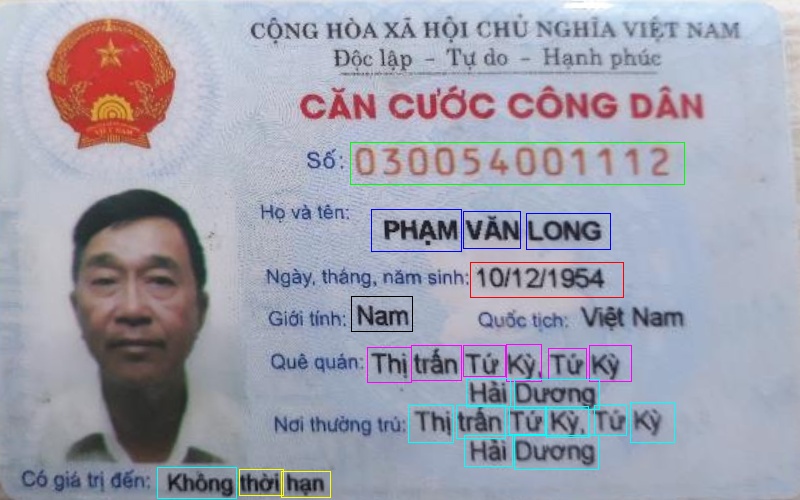 CỘNG HÒA XÃ HỘI CHỦ NGHĨA VIỆT NAM
Độc lập - Tự do - Hạnh phúc
CĂN CƯỚC CÔNG DÂN
Số: 030054001112
Họ và tên: PHẠM VĂN LONG
Ngày, tháng, năm sinh: 10/12/1954
Giới tính: Nam Quốc tịch: Việt Nam
Quê quán: Thị trấn Tứ Kỳ, Tứ Kỳ
Hải Dương
Nơi thường trú: Thị trấn Tứ Kỳ, Tứ Kỳ
Hải Dương
Có giá trị đến: Không thời hạn
VIỆT NAM